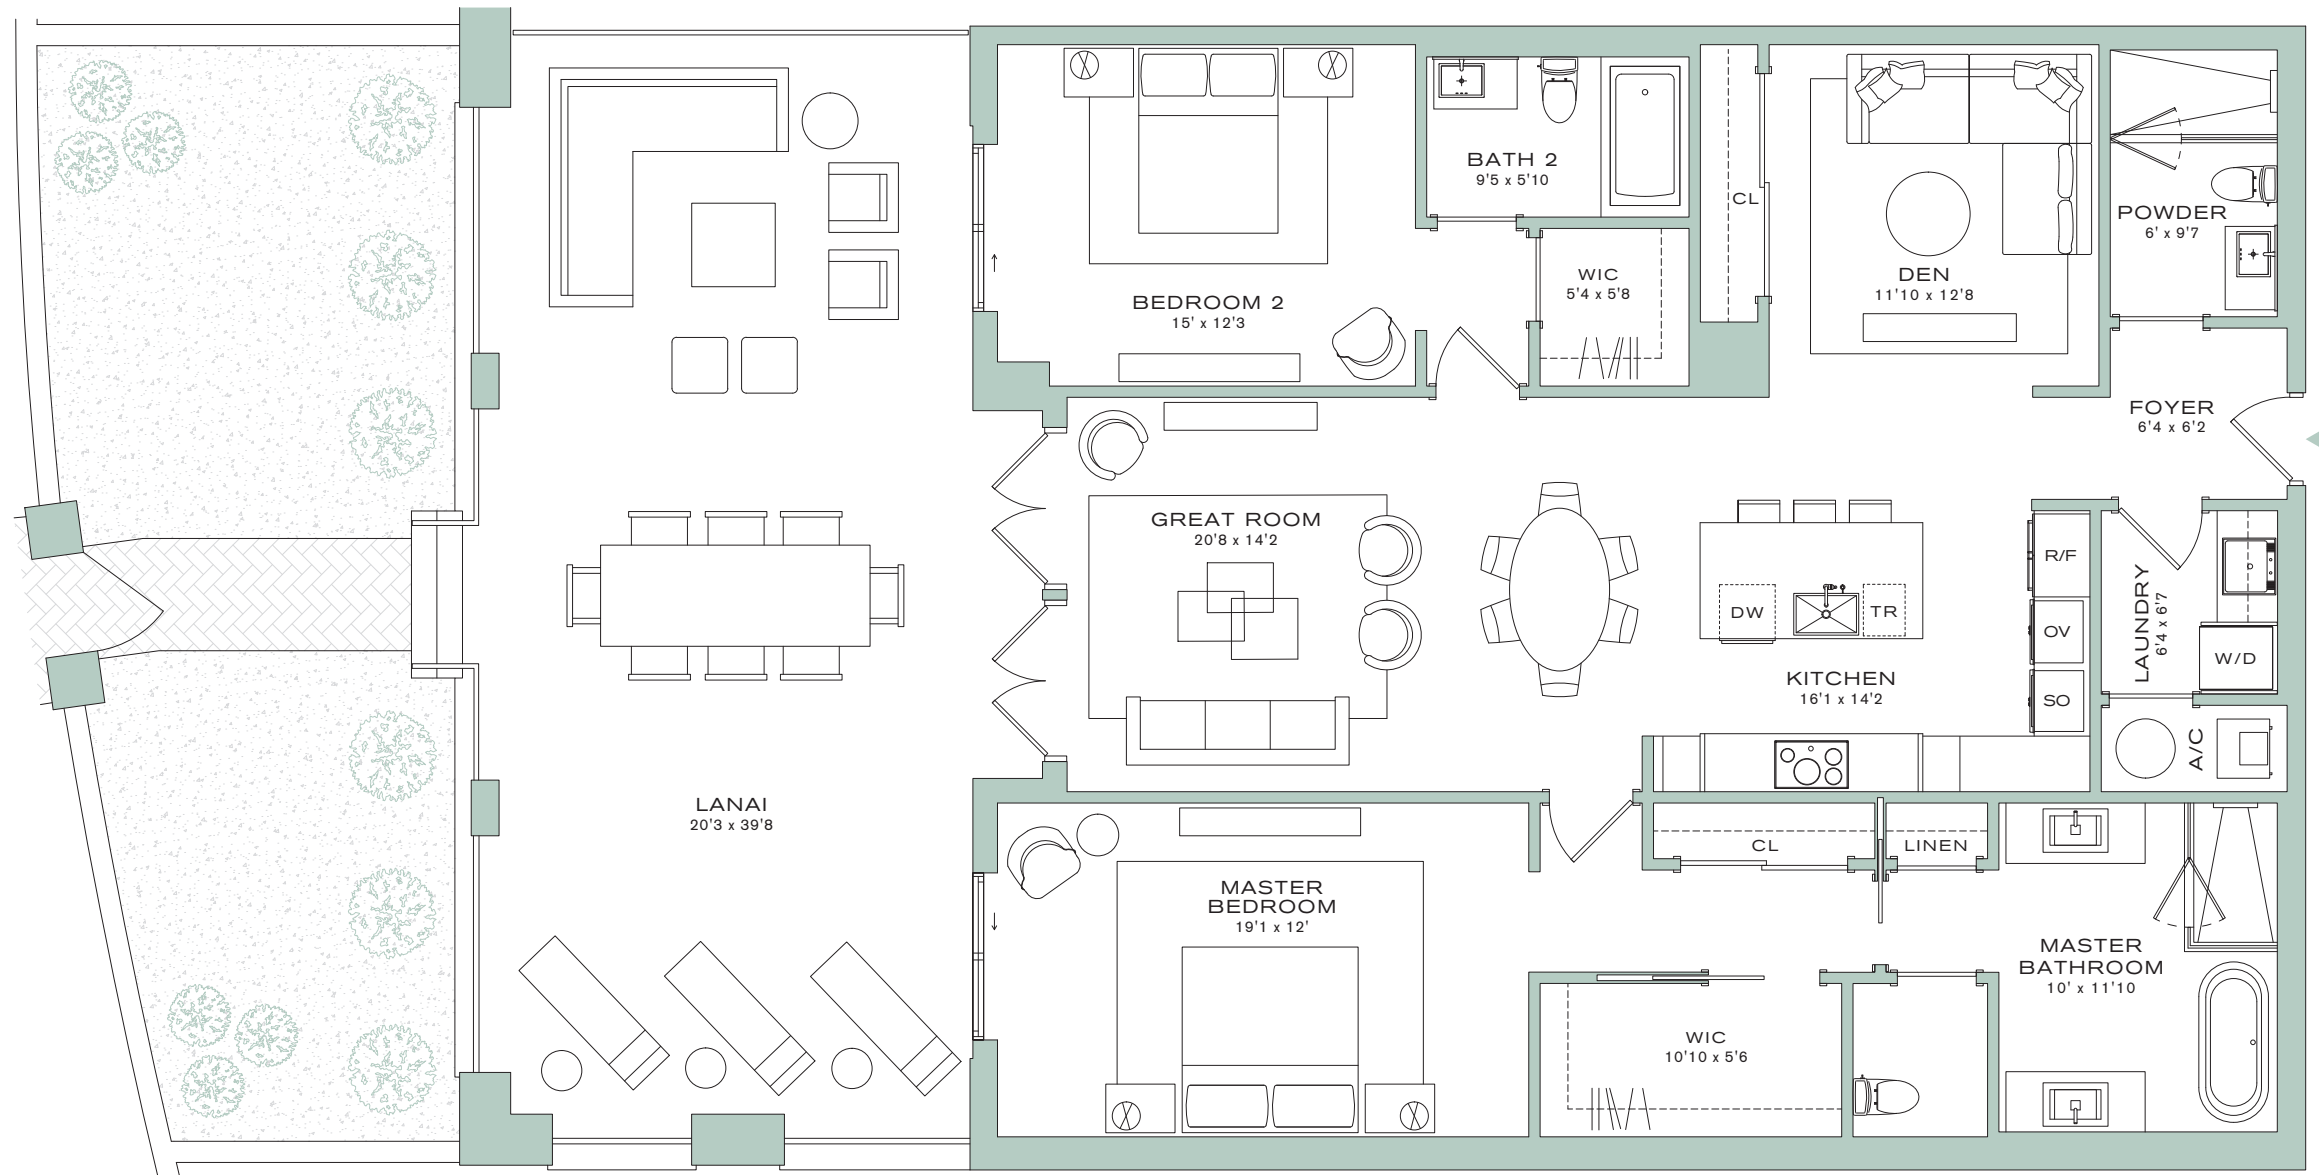 BATH 2
9'5 x 5'10
CL
POWDER
6' x 9'7
WIC
5'4 x 5'8
DEN
11'10 x 12'8
BEDROOM 2
15' x 12'3
FOYER
6'4 x 6'2
GREAT ROOM
20'8 x 14'2
R/F
DW
TR
OV
LAUNDRY
6'4 x 6'7
W/D
KITCHEN
16'1 x 14'2
SO
A/C
LANAI
20'3 x 39'8
CL
LINEN
MASTER
BEDROOM
19'1 x 12'
MASTER
BATHROOM
10' x 11'10
WIC
10'10 x 5'6